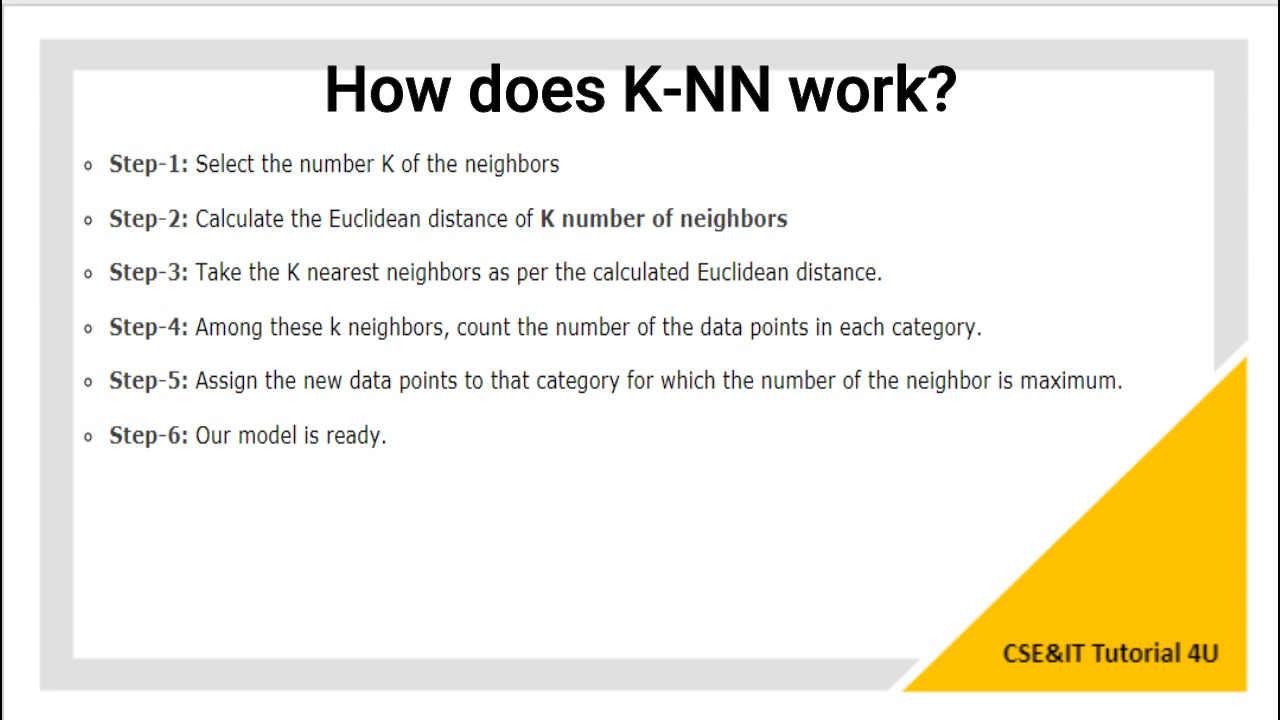 How does K-NN work?
Step-1: Select the number K of the neighbors
Step-2: Calculate the Euclidean distance of K number of neighbors
Step-3: Take the K nearest neighbors as per the calculated Euclidean distance.
Step-4: Among these k neighbors, count the number of the data points in each category.
Step-5: Assign the new data points to that category for which the number of the neighbor is maximum.
Step-6: Our model is ready.
CSE&IT Tutorial 4U